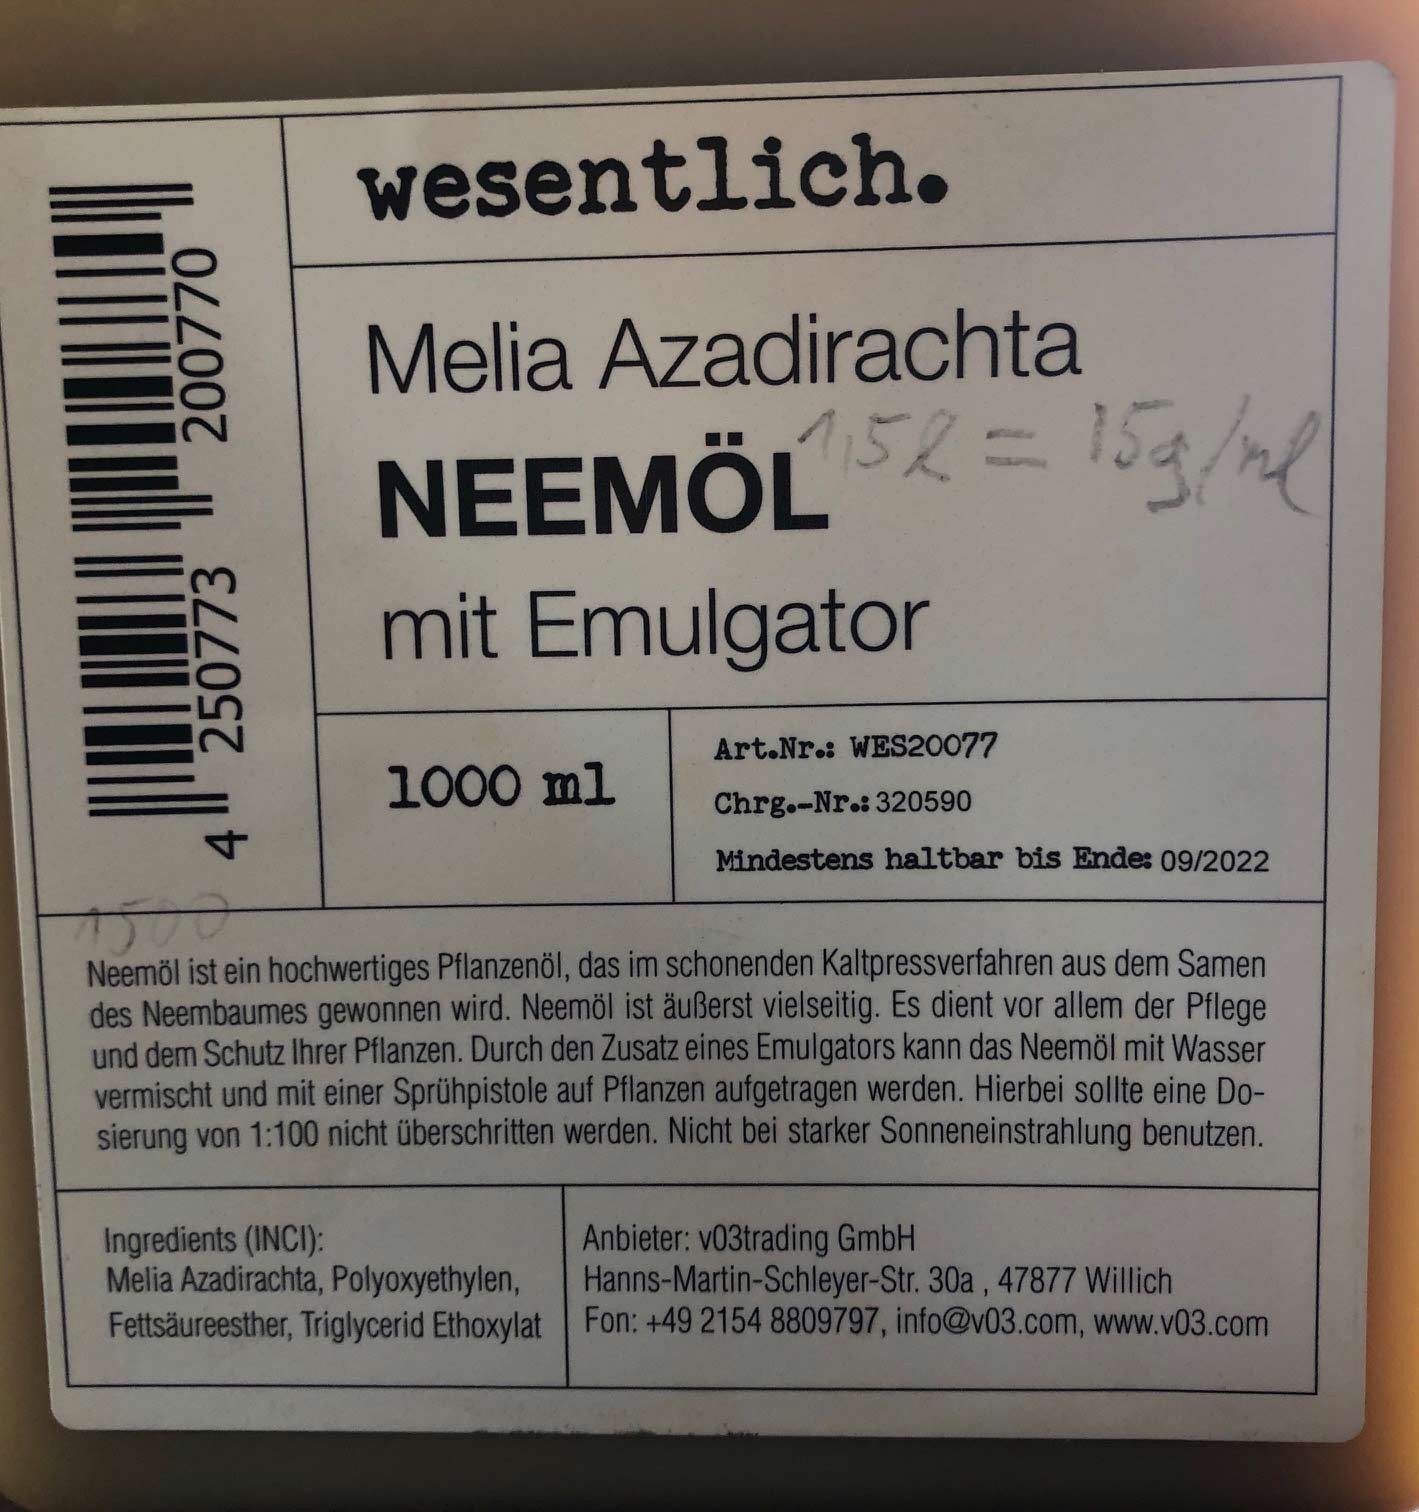 wesentlich.
Melia Azadirachta
1,5l = 15g/ml
NEEMÖL
mit Emulgator
4 250773 200770
1000 ml
Art.Nr.: WES20077
Chrg.-Nr.: 320590
Mindestens haltbar bis Ende: 09/2022
1500
Neemöl ist ein hochwertiges Pflanzenöl, das im schonenden Kaltpressverfahren aus dem Samen
des Neembaumes gewonnen wird. Neemöl ist äußerst vielseitig. Es dient vor allem der Pflege
und dem Schutz Ihrer Pflanzen. Durch den Zusatz eines Emulgators kann das Neemöl mit Wasser
vermischt und mit einer Sprühpistole auf Pflanzen aufgetragen werden. Hierbei sollte eine Do-
sierung von 1:100 nicht überschritten werden. Nicht bei starker Sonneneinstrahlung benutzen.
Ingredients (INCI):
Melia Azadirachta, Polyoxyethylen,
Fettsäureesther, Triglycerid Ethoxylat
Anbieter: v03trading GmbH
Hanns-Martin-Schleyer-Str. 30a , 47877 Willich
Fon: +49 2154 8809797, info@v03.com, www.v03.com